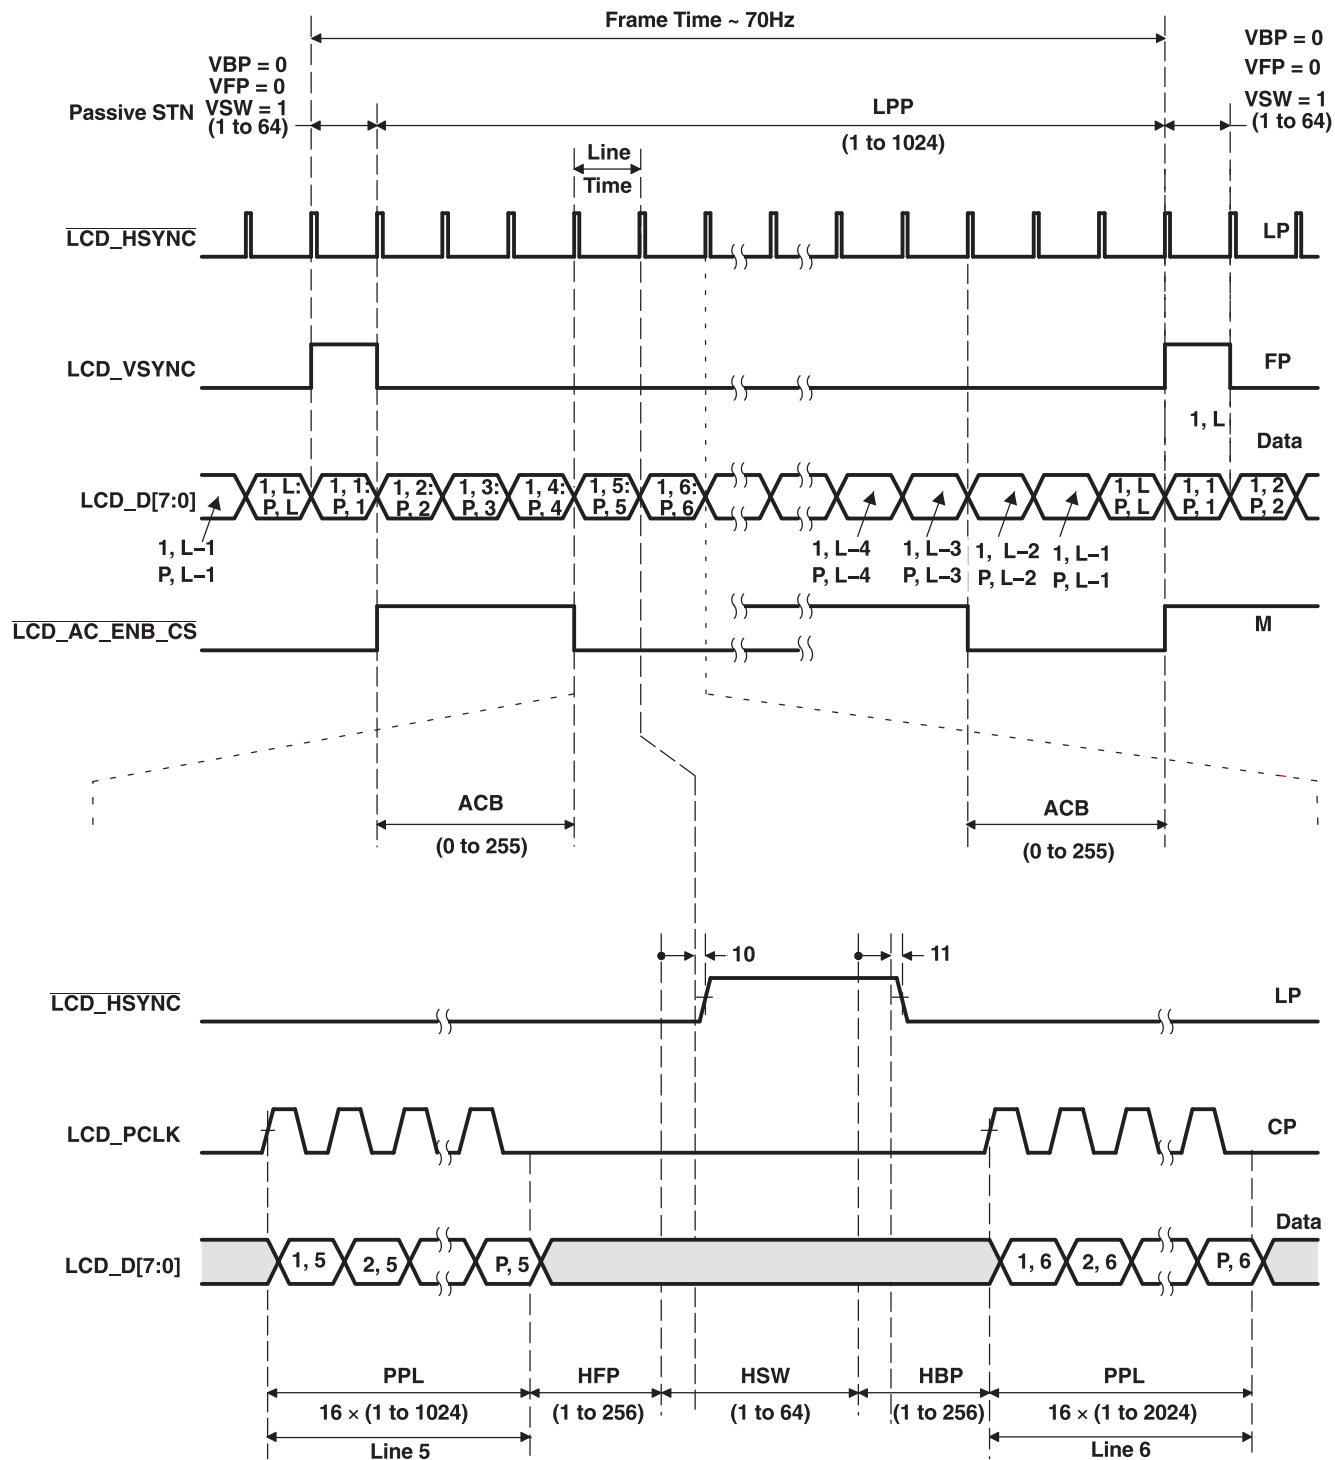 Frame Time ~ 70Hz
VBP = 0
VFP = 0
VSW = 1
(1 to 64)
VBP = 0
VFP = 0
VSW = 1
(1 to 64)
Passive STN
LPP
(1 to 1024)
Line
Time
LCD_HSYNC
LP
LCD_VSYNC
FP
1, L
Data
LCD_D[7:0]
1, L:
P, L
1, 1:
P, 1
1, 2:
P, 2
1, 3:
P, 3
1, 4:
P, 4
1, 5:
P, 5
1, 6:
P, 6
1, L
P, L
1, 1
P, 1
1, 2
P, 2
1, L–1
P, L–1
1, L–4
P, L–4
1, L–3
P, L–3
1, L–2
P, L–2
1, L–1
P, L–1
LCD_AC_ENB_CS
M
ACB
(0 to 255)
ACB
(0 to 255)
10
11
LCD_HSYNC
LP
LCD_PCLK
CP
Data
LCD_D[7:0]
1, 5
2, 5
P, 5
1, 6
2, 6
P, 6
PPL
HFP
HSW
HBP
PPL
16 × (1 to 1024)
(1 to 256)
(1 to 64)
(1 to 256)
16 × (1 to 2024)
Line 5
Line 6